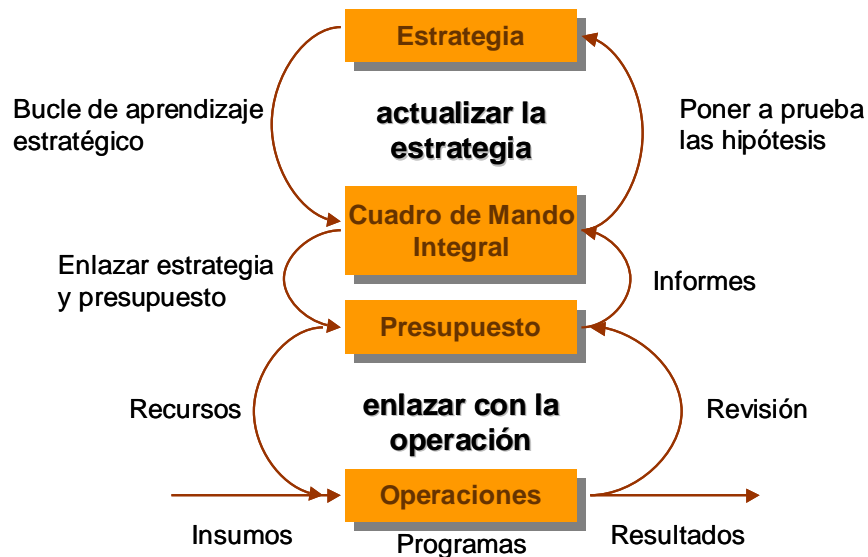 Estrategia
Bucle de aprendizaje
estratégico
actualizar la
estrategia
Poner a prueba
las hipótesis
Cuadro de Mando
Integral
Enlazar estrategia
y presupuesto
Informes
Presupuesto
Recursos
enlazar con la
operación
Revisión
Operaciones
Insumos
Programas
Resultados